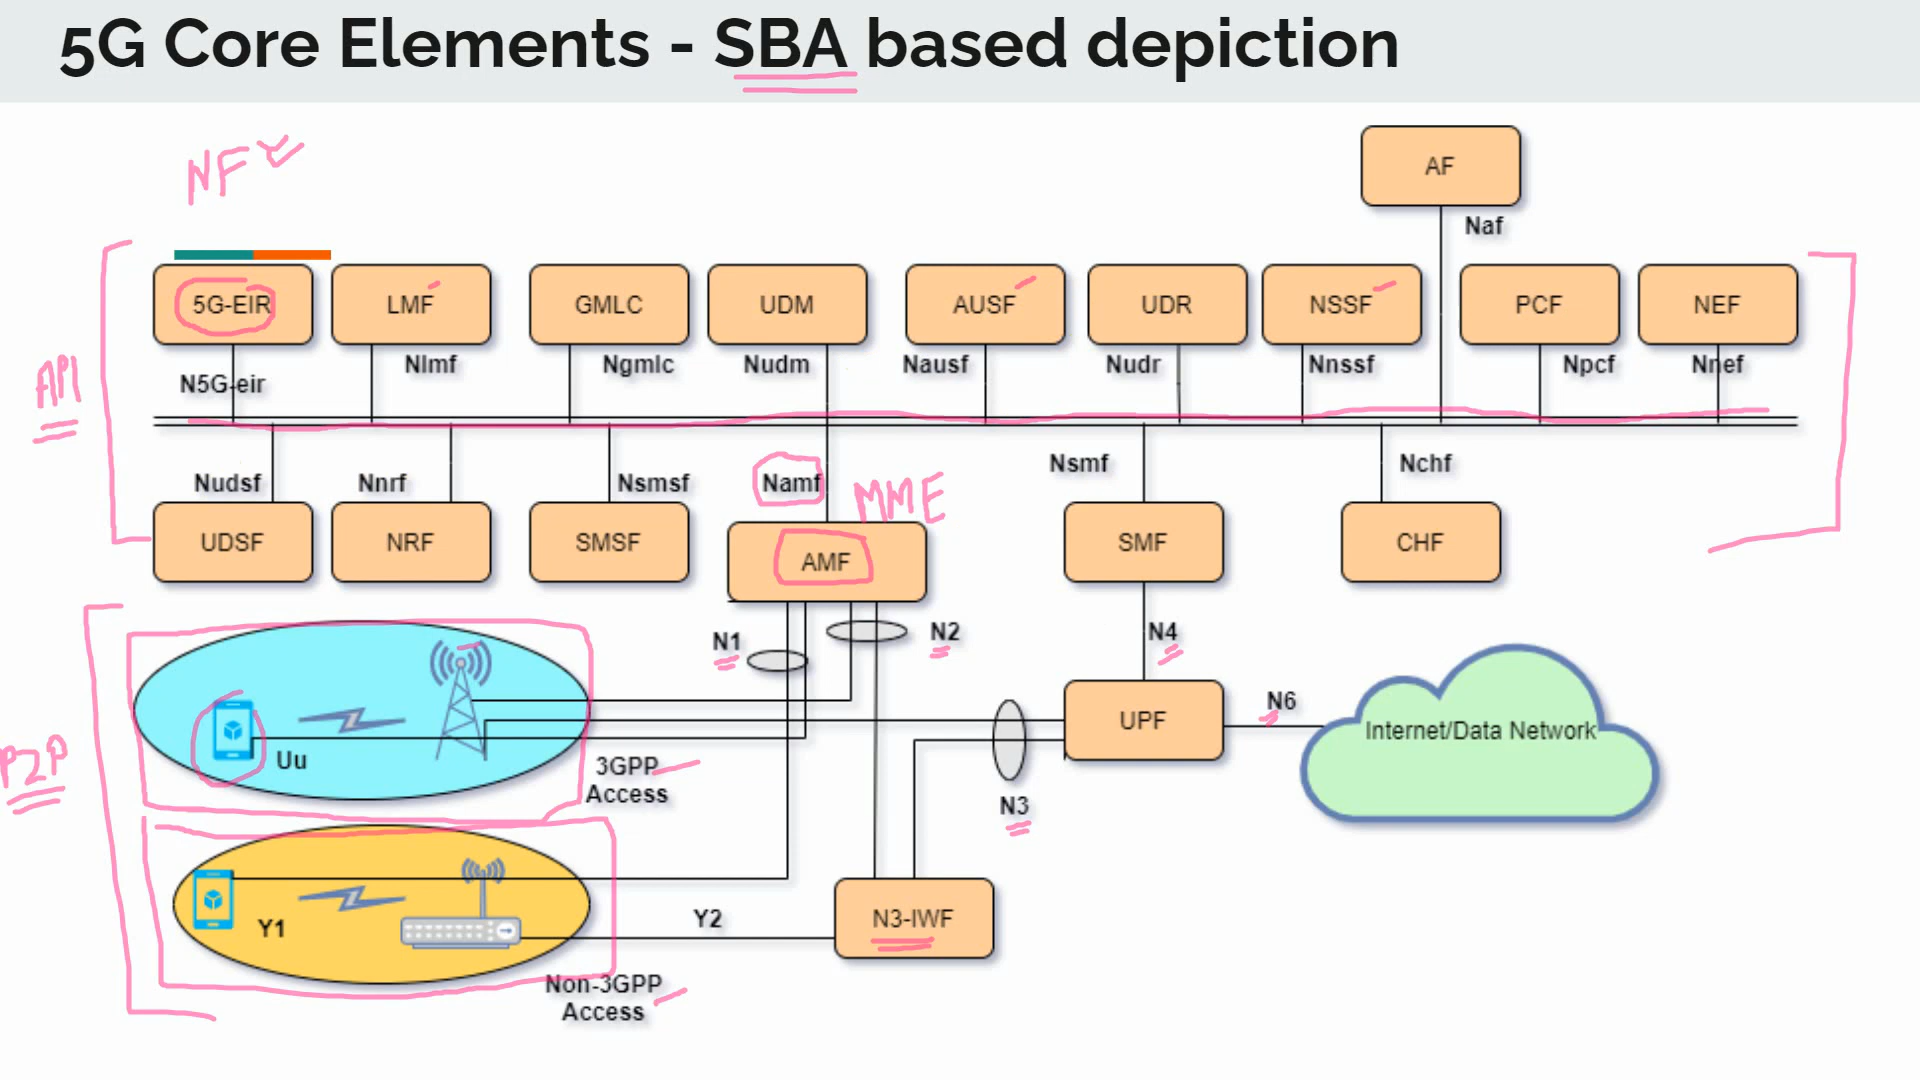 5G Core Elements - SBA based depiction
NF
AF
Naf
5G-EIR
LMF
GMLC
UDM
AUSF
UDR
NSSF
PCF
NEF
API
N5G-eir
Nlmf
Ngmlc
Nudm
Nausf
Nudr
Nnssf
Npcf
Nnef
Nudsf
Nnrf
Nsmsf
Namf
MME
Nsmf
Nchf
UDSF
NRF
SMSF
AMF
SMF
CHF
N1
N2
N4
P2P
Uu
3GPP
Access
UPF
N6
Internet/Data Network
N3
Y1
Y2
N3-IWF
Non-3GPP
Access